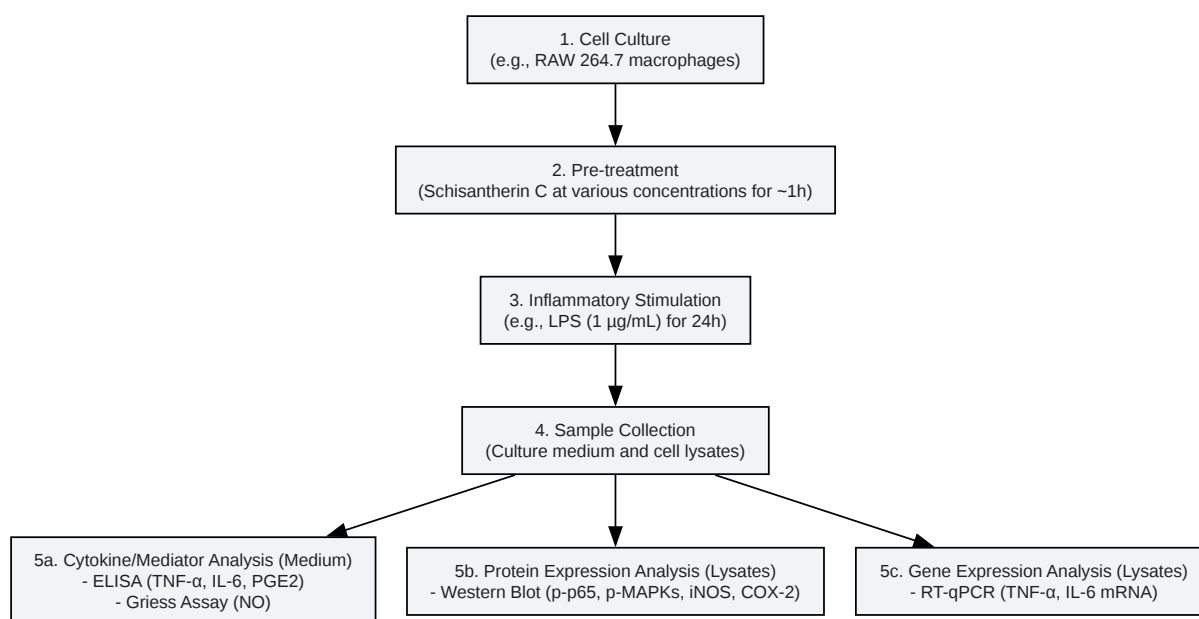 1. Cell Culture
(e.g., RAW 264.7 macrophages)
2. Pre-treatment
(Schisantherin C at various concentrations for ~1h)
3. Inflammatory Stimulation
(e.g., LPS (1 µg/mL) for 24h)
4. Sample Collection
(Culture medium and cell lysates)
5a. Cytokine/Mediator Analysis (Medium)
- ELISA (TNF-α, IL-6, PGE2)
- Griess Assay (NO)
5b. Protein Expression Analysis (Lysates)
- Western Blot (p-p65, p-MAPKs, iNOS, COX-2)
5c. Gene Expression Analysis (Lysates)
- RT-qPCR (TNF-α, IL-6 mRNA)